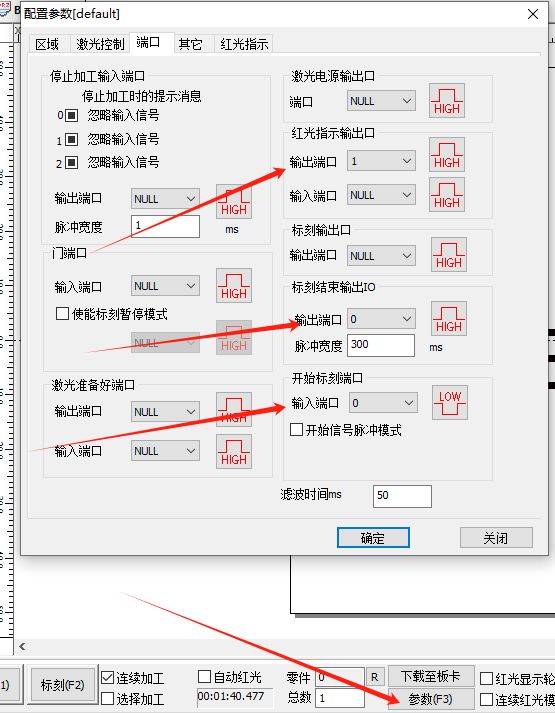 配置参数[default]
区域
激光控制
端口
其它
红光指示
停止加工输入端口
停止加工时的提示消息
0 忽略输入信号
1 忽略输入信号
2 忽略输入信号
输出端口 NULL HIGH
脉冲宽度 1 ms
门端口
输入端口 NULL HIGH
使能标刻暂停模式
NULL HIGH
激光准备好端口
输出端口 NULL HIGH
输入端口 NULL HIGH
激光电源输出口
端口 NULL HIGH
红光指示输出口
输出端口 1 HIGH
输入端口 NULL HIGH
标刻输出口
输出端口 NULL HIGH
标刻结束输出IO
输出端口 0 HIGH
脉冲宽度 300 ms
开始标刻端口
输入端口 0 LOW
开始信号脉冲模式
滤波时间ms 50
确定
关闭
1)
标刻(F2)
连续加工
选择加工
自动红光
00:01:40.477
零件 0 R
总数 1
下载至板卡
参数(F3)
红光显示轮
连续红光模